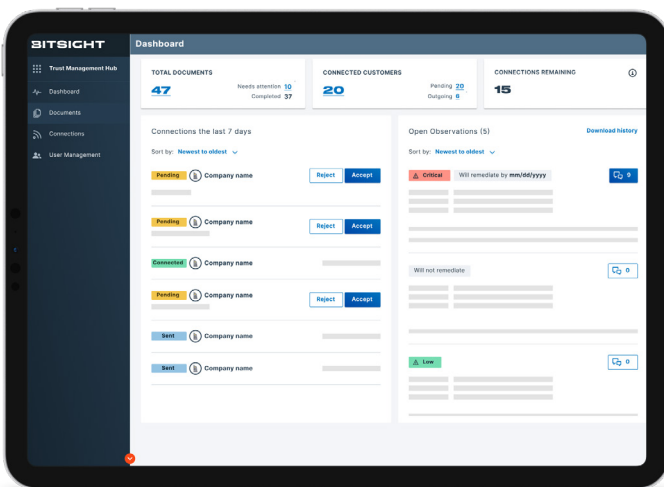 BITSIGHT
Dashboard
Trust Management Hub
Dashboard
Documents
Connections
User Management
TOTAL DOCUMENTS
47
Needs attention 10
Completed 37
CONNECTED CUSTOMERS
20
Pending 20
Outgoing 6
CONNECTIONS REMAINING
15
Connections the last 7 days
Sort by: Newest to oldest
Pending Company name Reject Accept
Pending Company name Reject Accept
Connected Company name
Pending Company name Reject Accept
Sent Company name
Sent Company name
Open Observations (5) Download history
Sort by: Newest to oldest
Critical Will remediate by mm/dd/yyyy 9
Will not remediate 0
Low 0